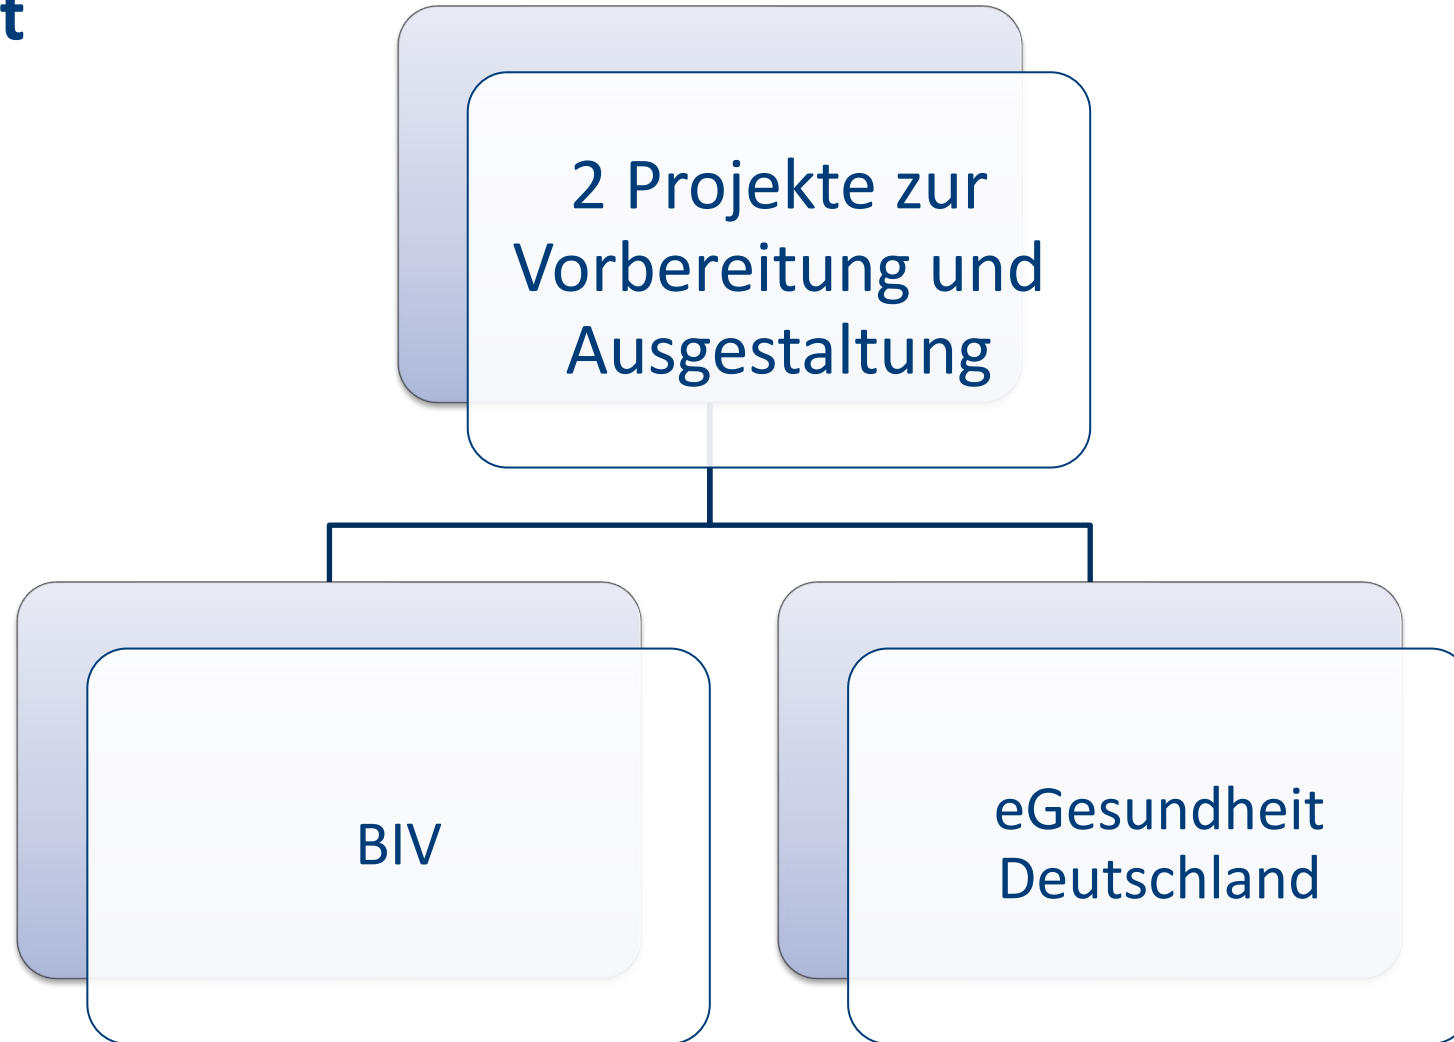 t
2 Projekte zur
Vorbereitung und
Ausgestaltung
BIV
eGesundheit
Deutschland